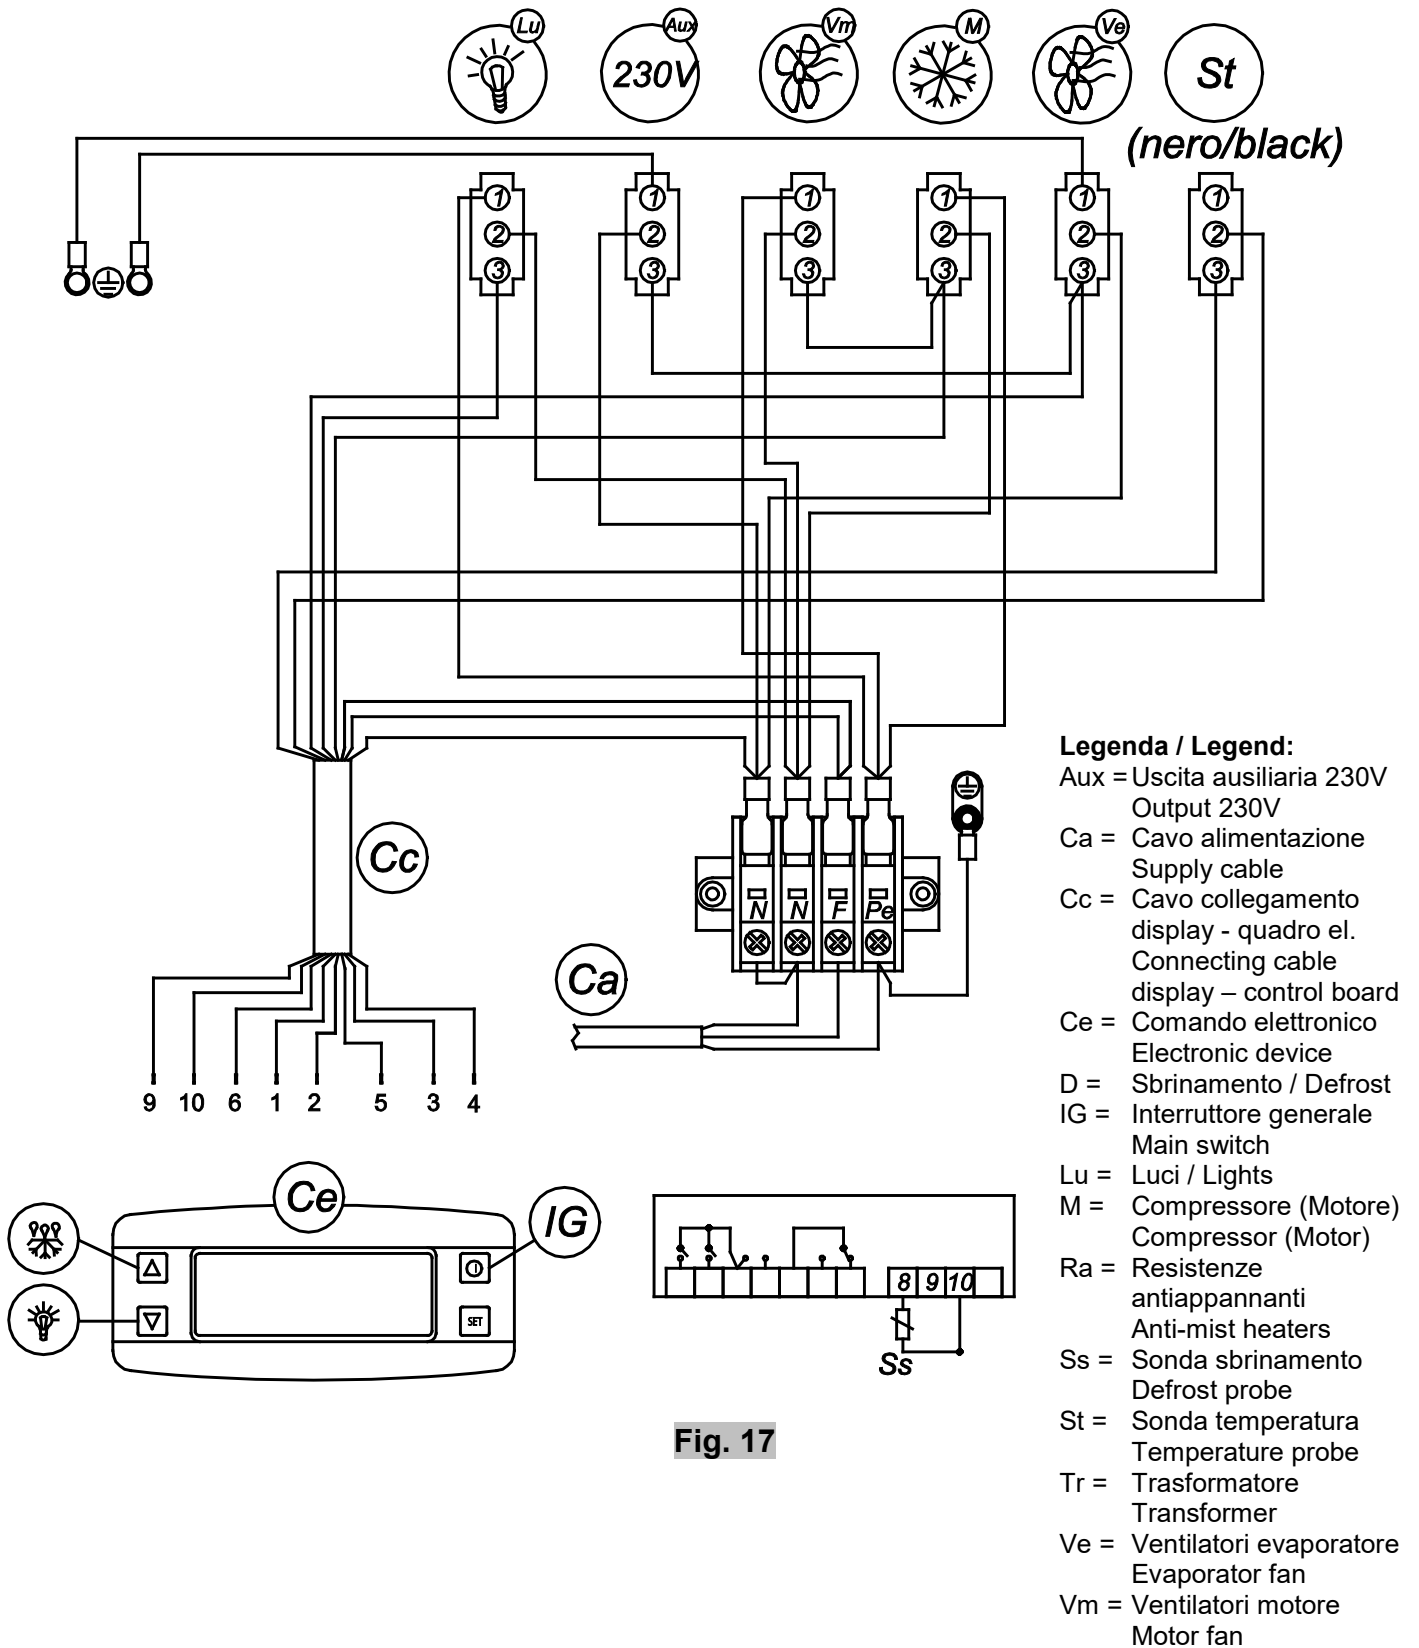 Lu Aux Vm M Ve
230V St
(nero/black)
1 1 1 1 1 1
2 2 2 2 2 2
3 3 3 3 3 3
Cc
N N F Pe
Ca
9 10 6 1 2 5 3 4
Ce
IG
SET
8 9 10
Ss
Fig. 17
Legenda / Legend:
Aux = Uscita ausiliaria 230V
Output 230V
Ca = Cavo alimentazione
Supply cable
Cc = Cavo collegamento
display - quadro el.
Connecting cable
display – control board
Ce = Comando elettronico
Electronic device
D = Sbrinamento / Defrost
IG = Interruttore generale
Main switch
Lu = Luci / Lights
M = Compressore (Motore)
Compressor (Motor)
Ra = Resistenze
antiappannanti
Anti-mist heaters
Ss = Sonda sbrinamento
Defrost probe
St = Sonda temperatura
Temperature probe
Tr = Trasformatore
Transformer
Ve = Ventilatori evaporatore
Evaporator fan
Vm = Ventilatori motore
Motor fan